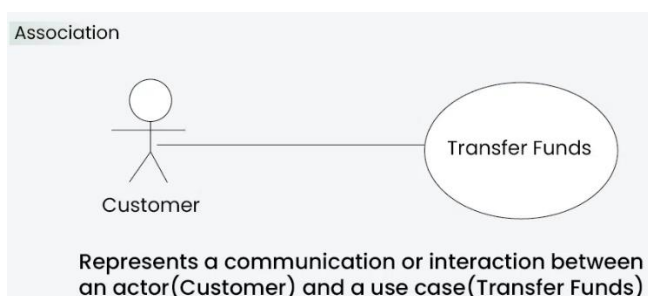 Association
Transfer Funds
Customer
Represents a communication or interaction between
an actor(Customer) and a use case(Transfer Funds)